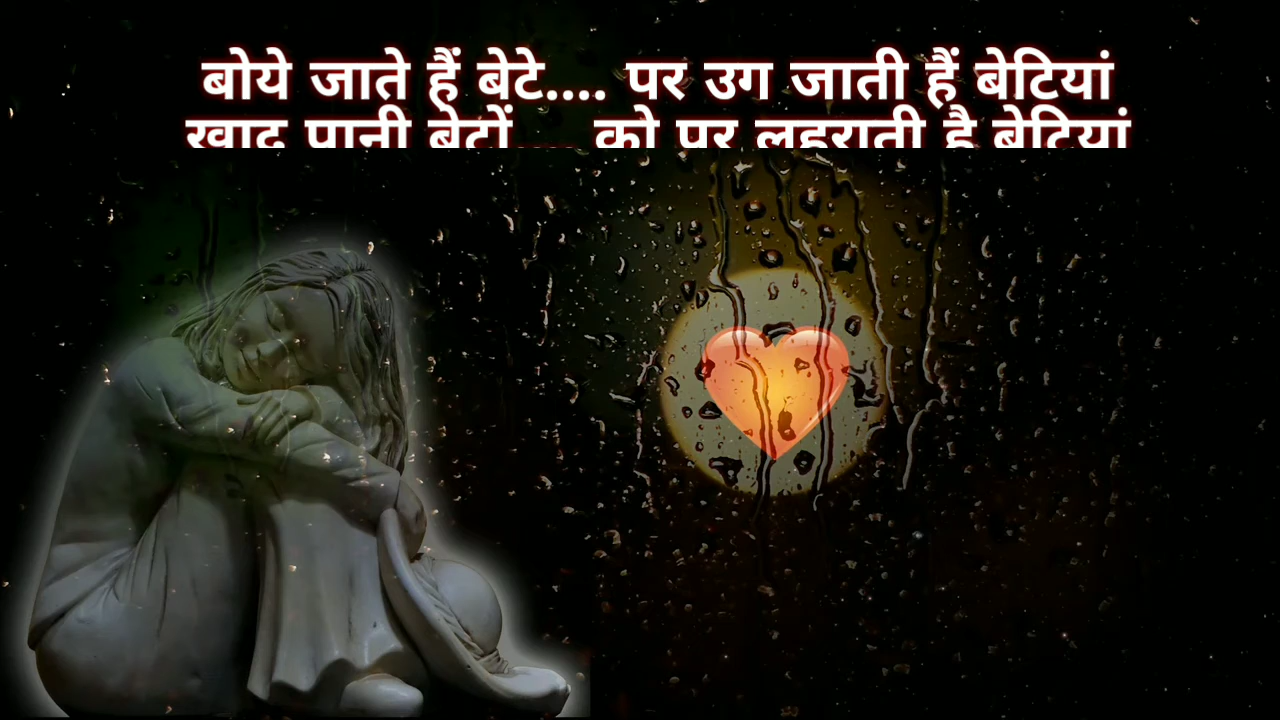 बोये जाते हैं बेटे.... पर उग जाती हैं बेटियां
खाद पानी बेटों.... को पर लहराती है बेटियां